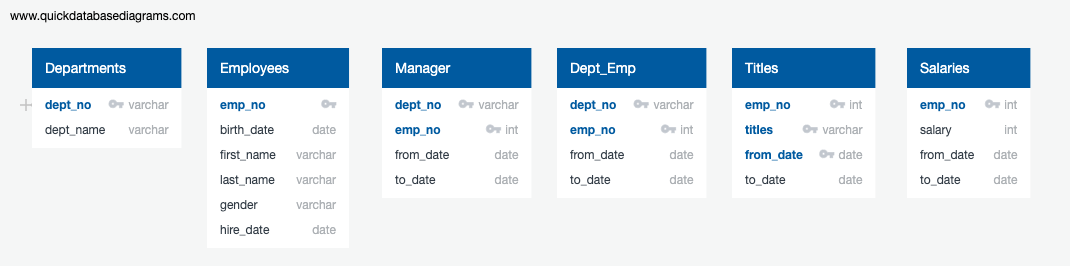 www.quickdatabasediagrams.com
Departments
dept_no varchar
dept_name varchar
Employees
emp_no
birth_date date
first_name varchar
last_name varchar
gender varchar
hire_date date
Manager
dept_no varchar
emp_no int
from_date date
to_date date
Dept_Emp
dept_no varchar
emp_no int
from_date date
to_date date
Titles
emp_no int
titles varchar
from_date date
to_date date
Salaries
emp_no int
salary int
from_date date
to_date date